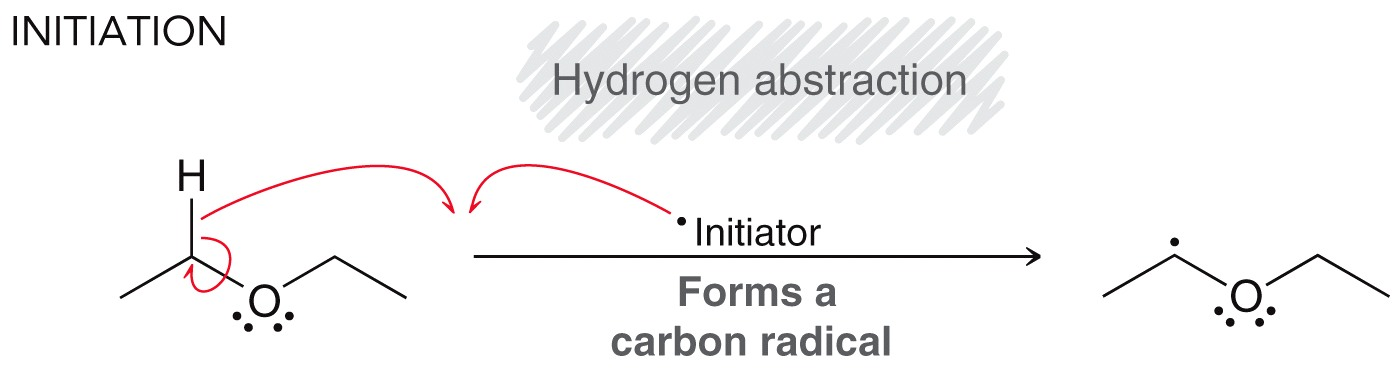 INITIATION
Hydrogen abstraction
H
•Initiator
Forms a
carbon radical
O
O